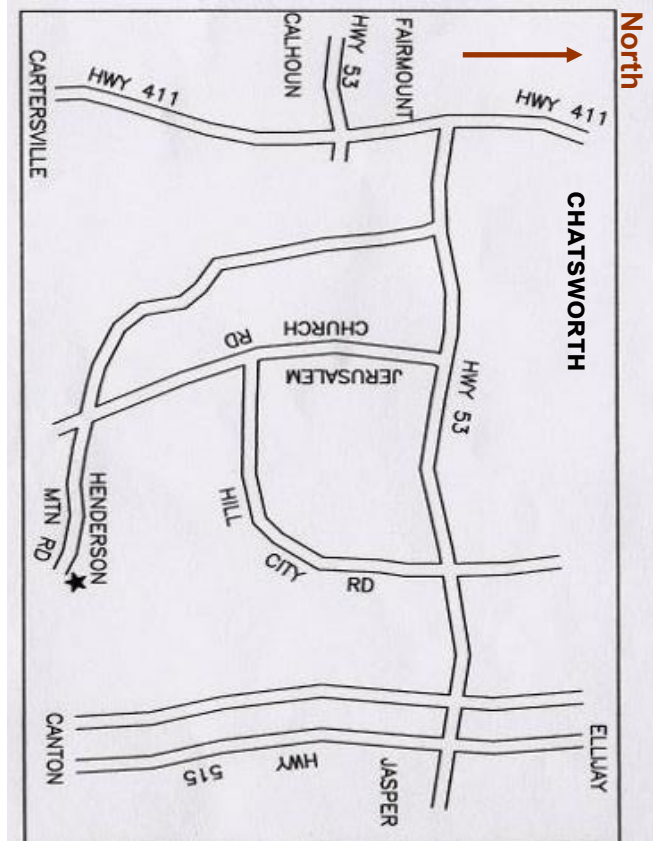 North
CARTERSVILLE
HWY 411
CALHOUN
HWY 53
FAIRMOUNT
HWY 411
CHATSWORTH
JERUSALEM
CHURCH
RD
HWY 53
HENDERSON
MTN RD
HILL
CITY
RD
CANTON
HWY
515
JASPER
ELLIJAY